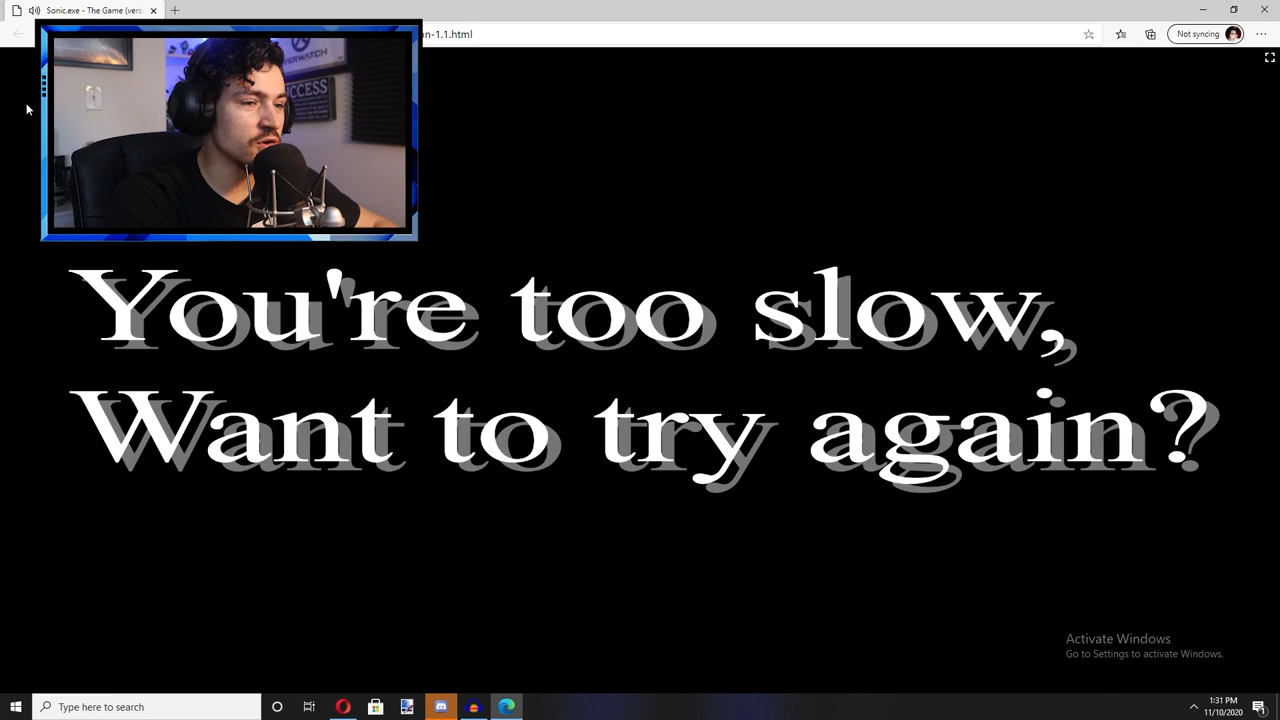 Sonic.exe - The Game (vers
n-1.1.html
Not syncing
OVERWATCH
SUCCESS
You're too slow,
Want to try again?
Activate Windows
Go to Settings to activate Windows.
Type here to search
1:31 PM
11/10/2020